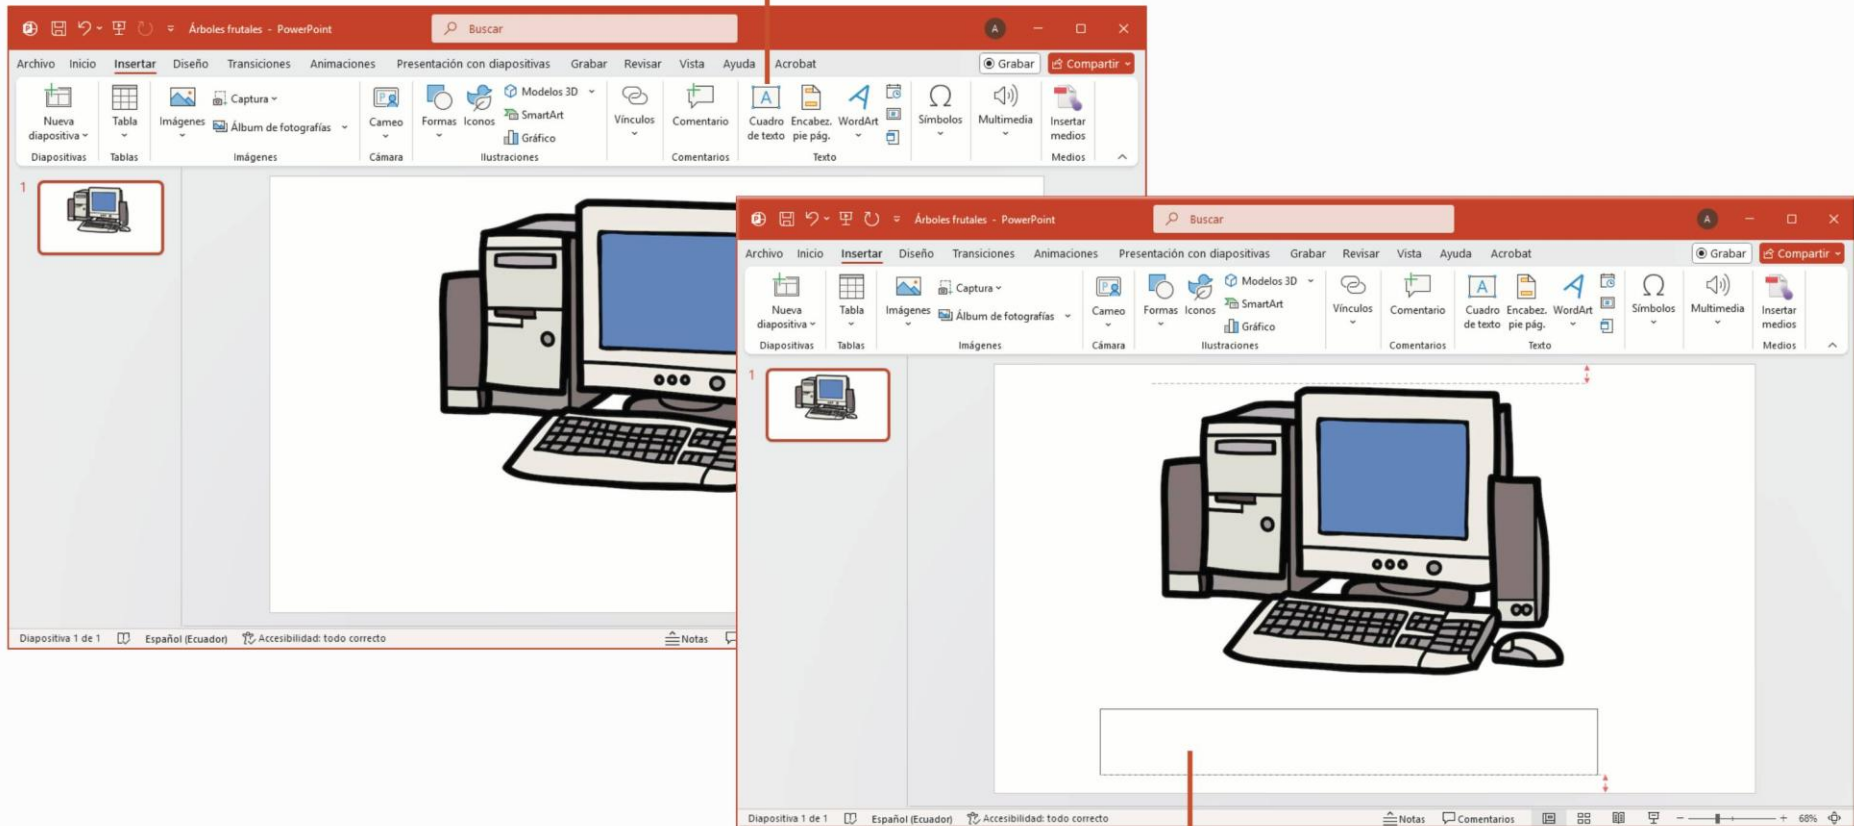 Árboles frutales - PowerPoint
Buscar
A
Archivo Inicio Insertar Diseño Transiciones Animaciones Presentación con diapositivas Grabar Revisar Vista Ayuda Acrobat
Grabar Compartir
Nueva diapositiva
Tabla
Imágenes
Captura
Álbum de fotografías
Cameo
Formas
Iconos
Modelos 3D
SmartArt
Gráfico
Vínculos
Comentario
Cuadro de texto
Encabez. pie pág.
WordArt
Símbolos
Multimedia
Insertar medios
Diapositivas Tablas Imágenes Cámara Ilustraciones Comentarios Texto Medios
1
Diapositiva 1 de 1 Español (Ecuador) Accesibilidad: todo correcto Notas
Árboles frutales - PowerPoint
Buscar
A
Archivo Inicio Insertar Diseño Transiciones Animaciones Presentación con diapositivas Grabar Revisar Vista Ayuda Acrobat
Grabar Compartir
Nueva diapositiva
Tabla
Imágenes
Captura
Álbum de fotografías
Cameo
Formas
Iconos
Modelos 3D
SmartArt
Gráfico
Vínculos
Comentario
Cuadro de texto
Encabez. pie pág.
WordArt
Símbolos
Multimedia
Insertar medios
Diapositivas Tablas Imágenes Cámara Ilustraciones Comentarios Texto Medios
1
Diapositiva 1 de 1 Español (Ecuador) Accesibilidad: todo correcto Notas Comentarios 68%